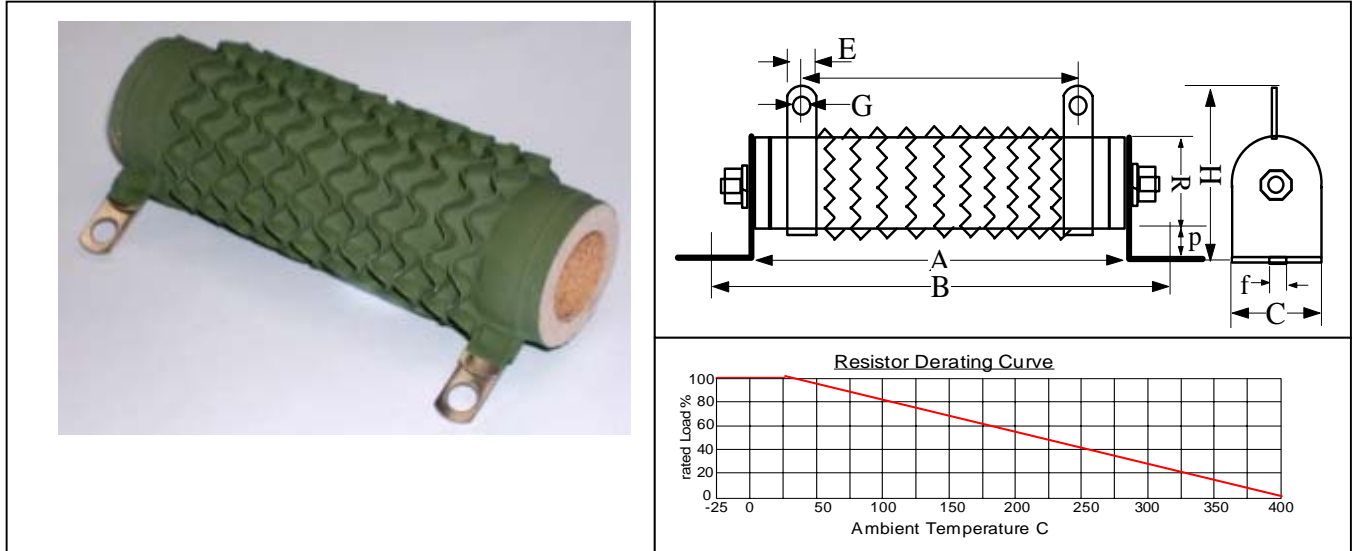 E
G
R
H
p
A
B
f
C
Resistor Derating Curve
rated Load %
100
80
60
40
20
0
-25 0 50 100 150 200 250 300 350 400
Ambient Temperature C